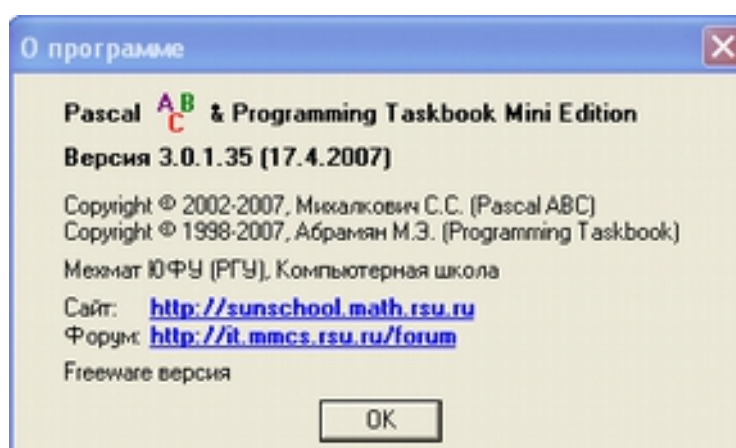 О программе
Pascal ABC & Programming Taskbook Mini Edition
Версия 3.0.1.35 (17.4.2007)
Copyright © 2002-2007, Михалкович С.С. (Pascal ABC)
Copyright © 1998-2007, Абрамян М.Э. (Programming Taskbook)
Мехмат ЮФУ (РГУ), Компьютерная школа
Сайт: http://sunschool.math.rsu.ru
Форум: http://it.mmcs.rsu.ru/forum
Freeware версия
OK